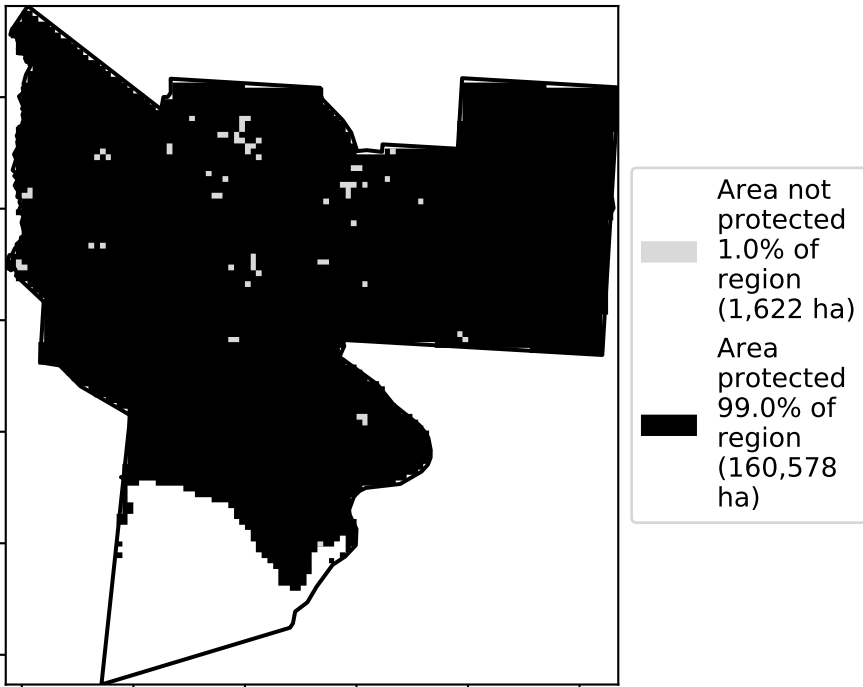 Area not
protected
1.0% of
region
(1,622 ha)
Area
protected
99.0% of
region
(160,578
ha)